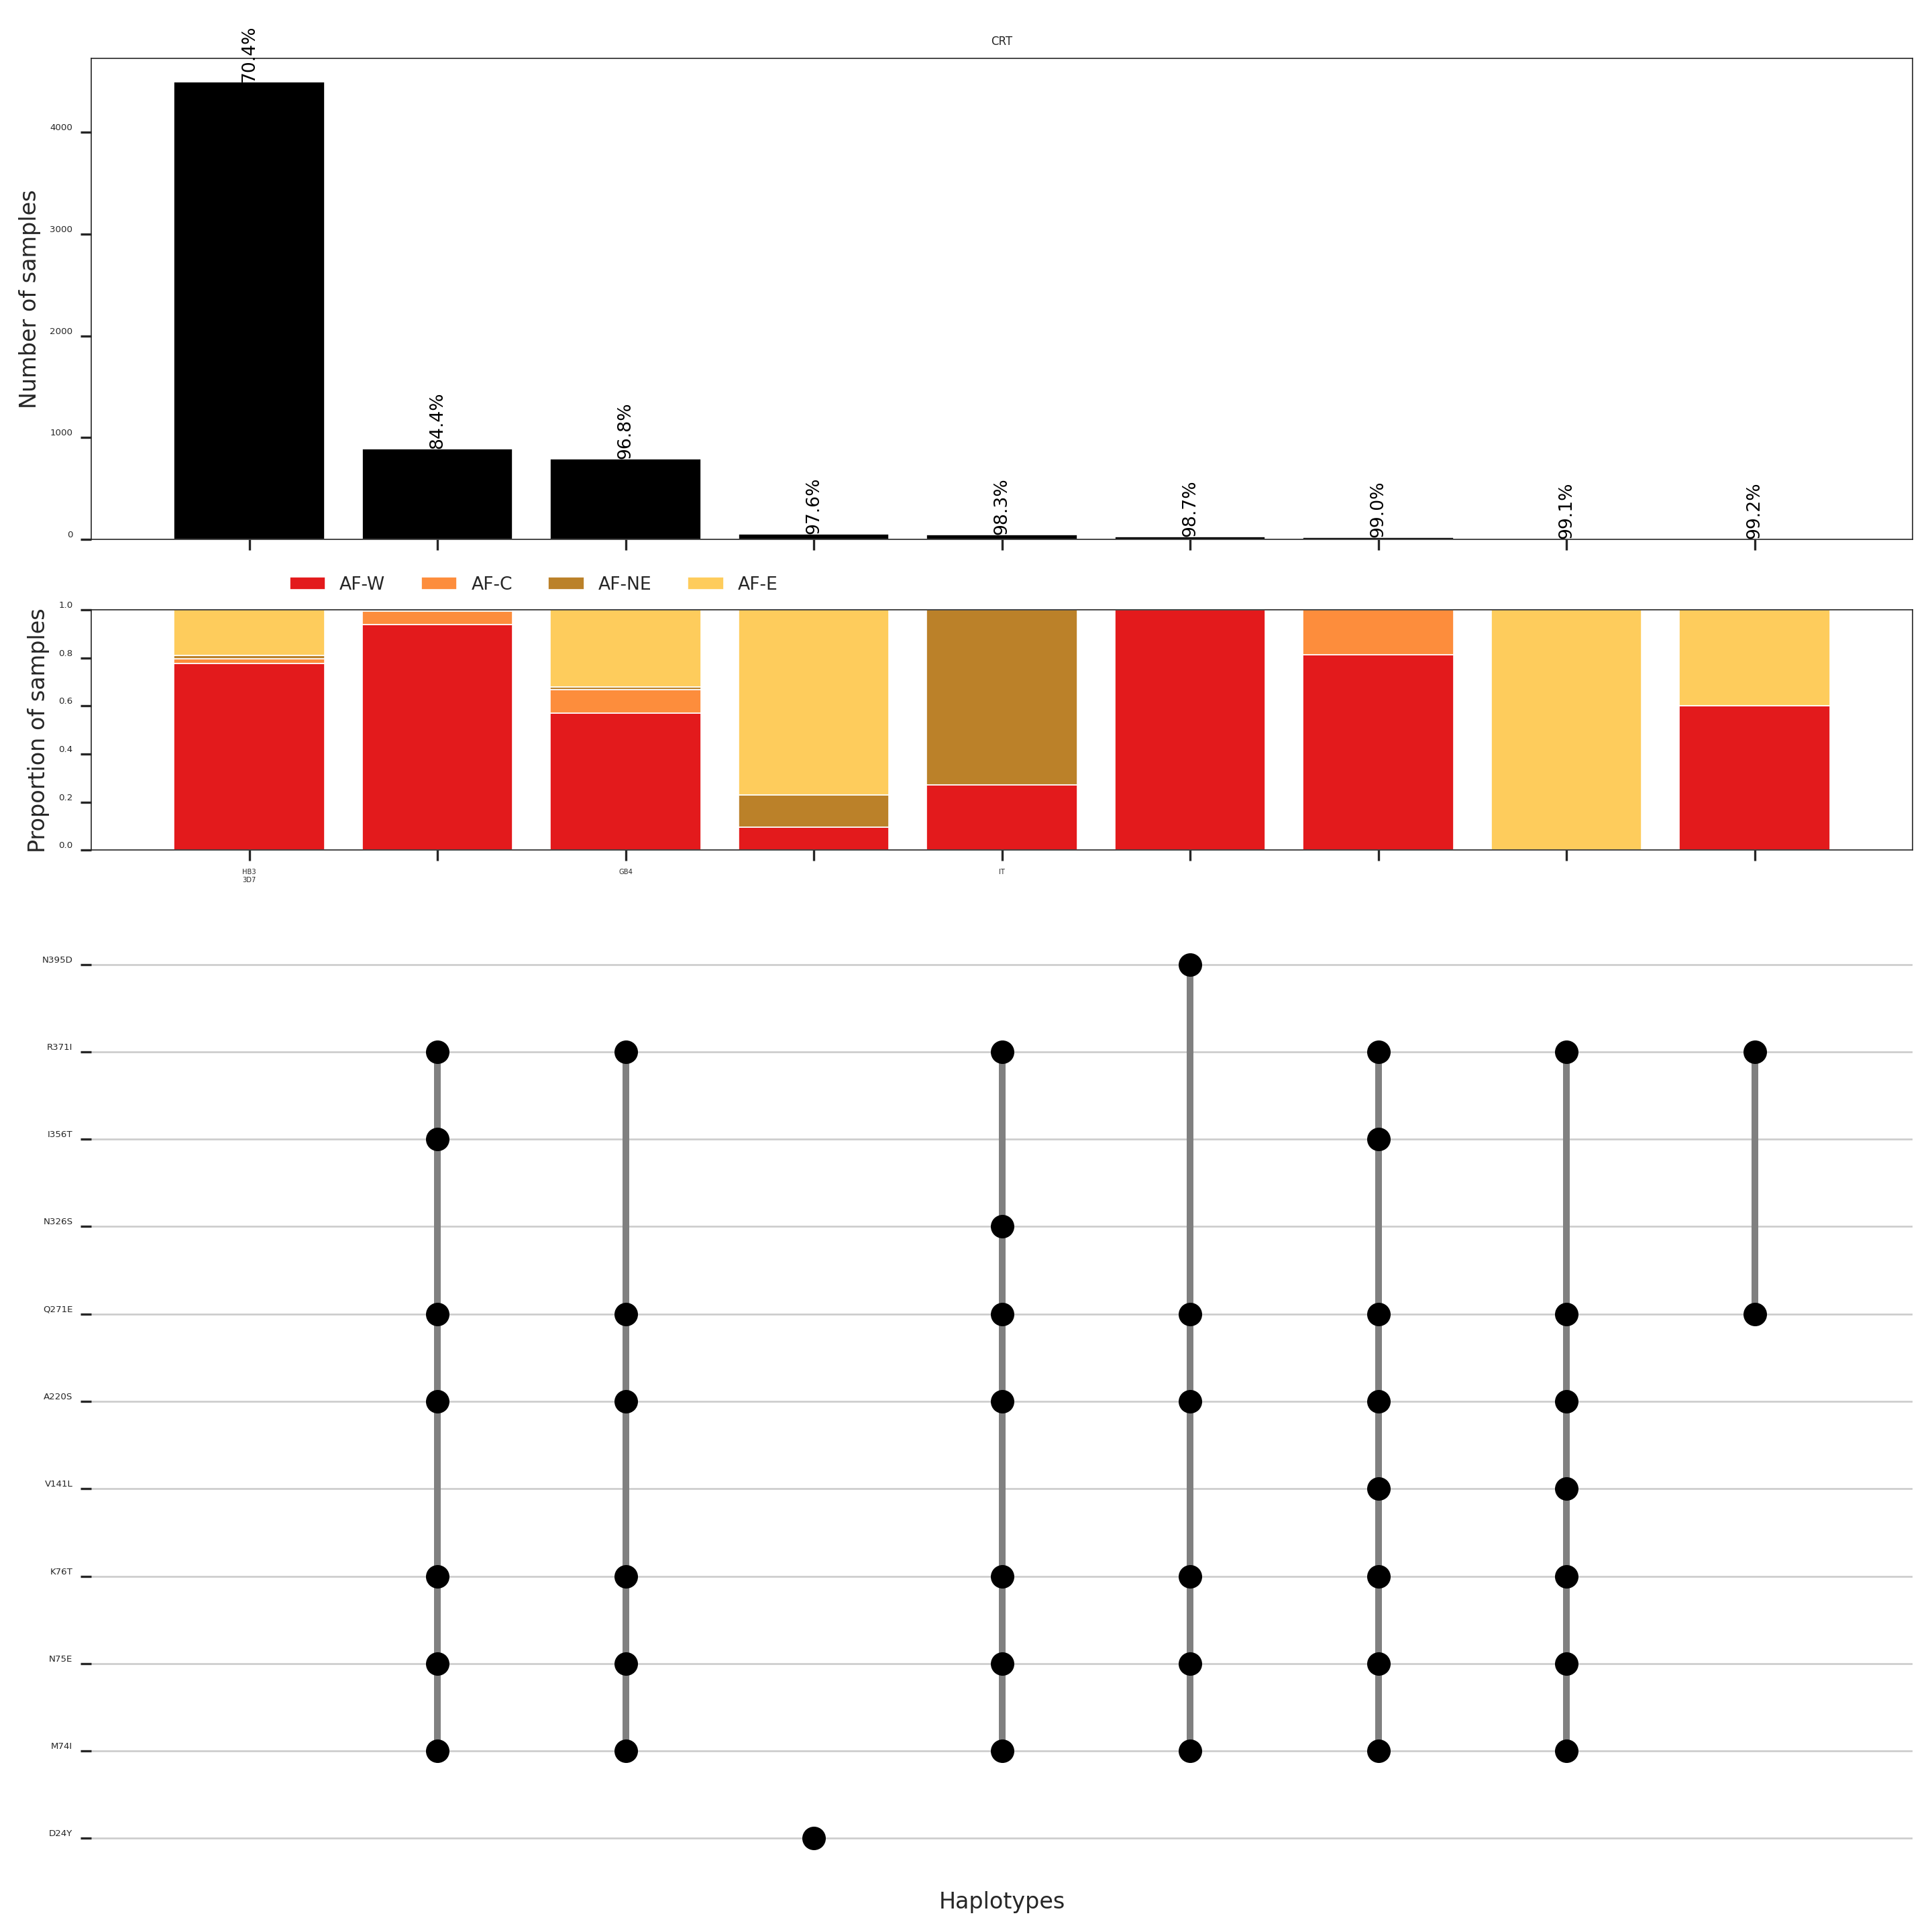 CRT
70.4%
84.4%
96.8%
97.6%
98.3%
98.7%
99.0%
99.1%
99.2%
Number of samples
4000
3000
2000
1000
0
AF-W AF-C AF-NE AF-E
Proportion of samples
1.0
0.8
0.6
0.4
0.2
0.0
HB3
3D7
GB4
IT
N395D
R371I
I356T
N326S
Q271E
A220S
V141L
K76T
N75E
M74I
D24Y
Haplotypes